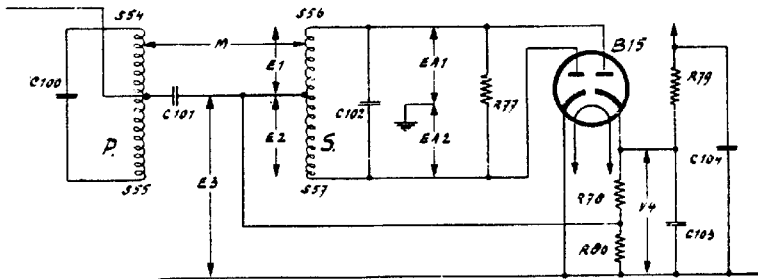 S54
S56
B15
M
E1
EA1
C100
C101
C102
R77
R79
P.
E2
S.
EA2
C104
S55
S57
E3
R78
V4
C103
R80